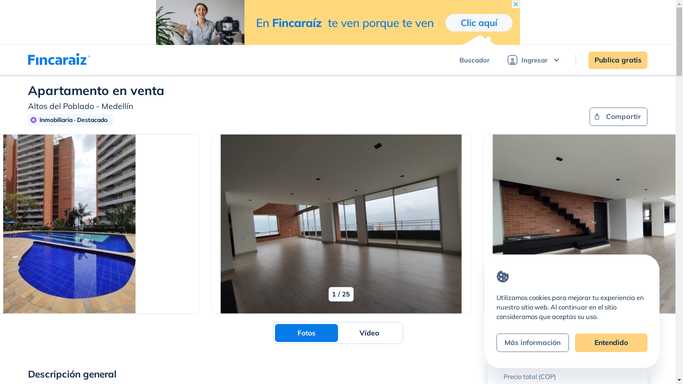 En Fincaraíz te ven porque te ven
Clic aquí
Fincaraiz
Buscador
Ingresar
Publica gratis
Apartamento en venta
Altos del Poblado - Medellín
Inmobiliaria · Destacado
Compartir
1 / 25
Fotos
Vídeo
Utilizamos cookies para mejorar tu experiencia en
nuestro sitio web. Al continuar en el sitio
consideramos que aceptas su uso.
Más información
Entendido
Descripción general
Precio total (COP)